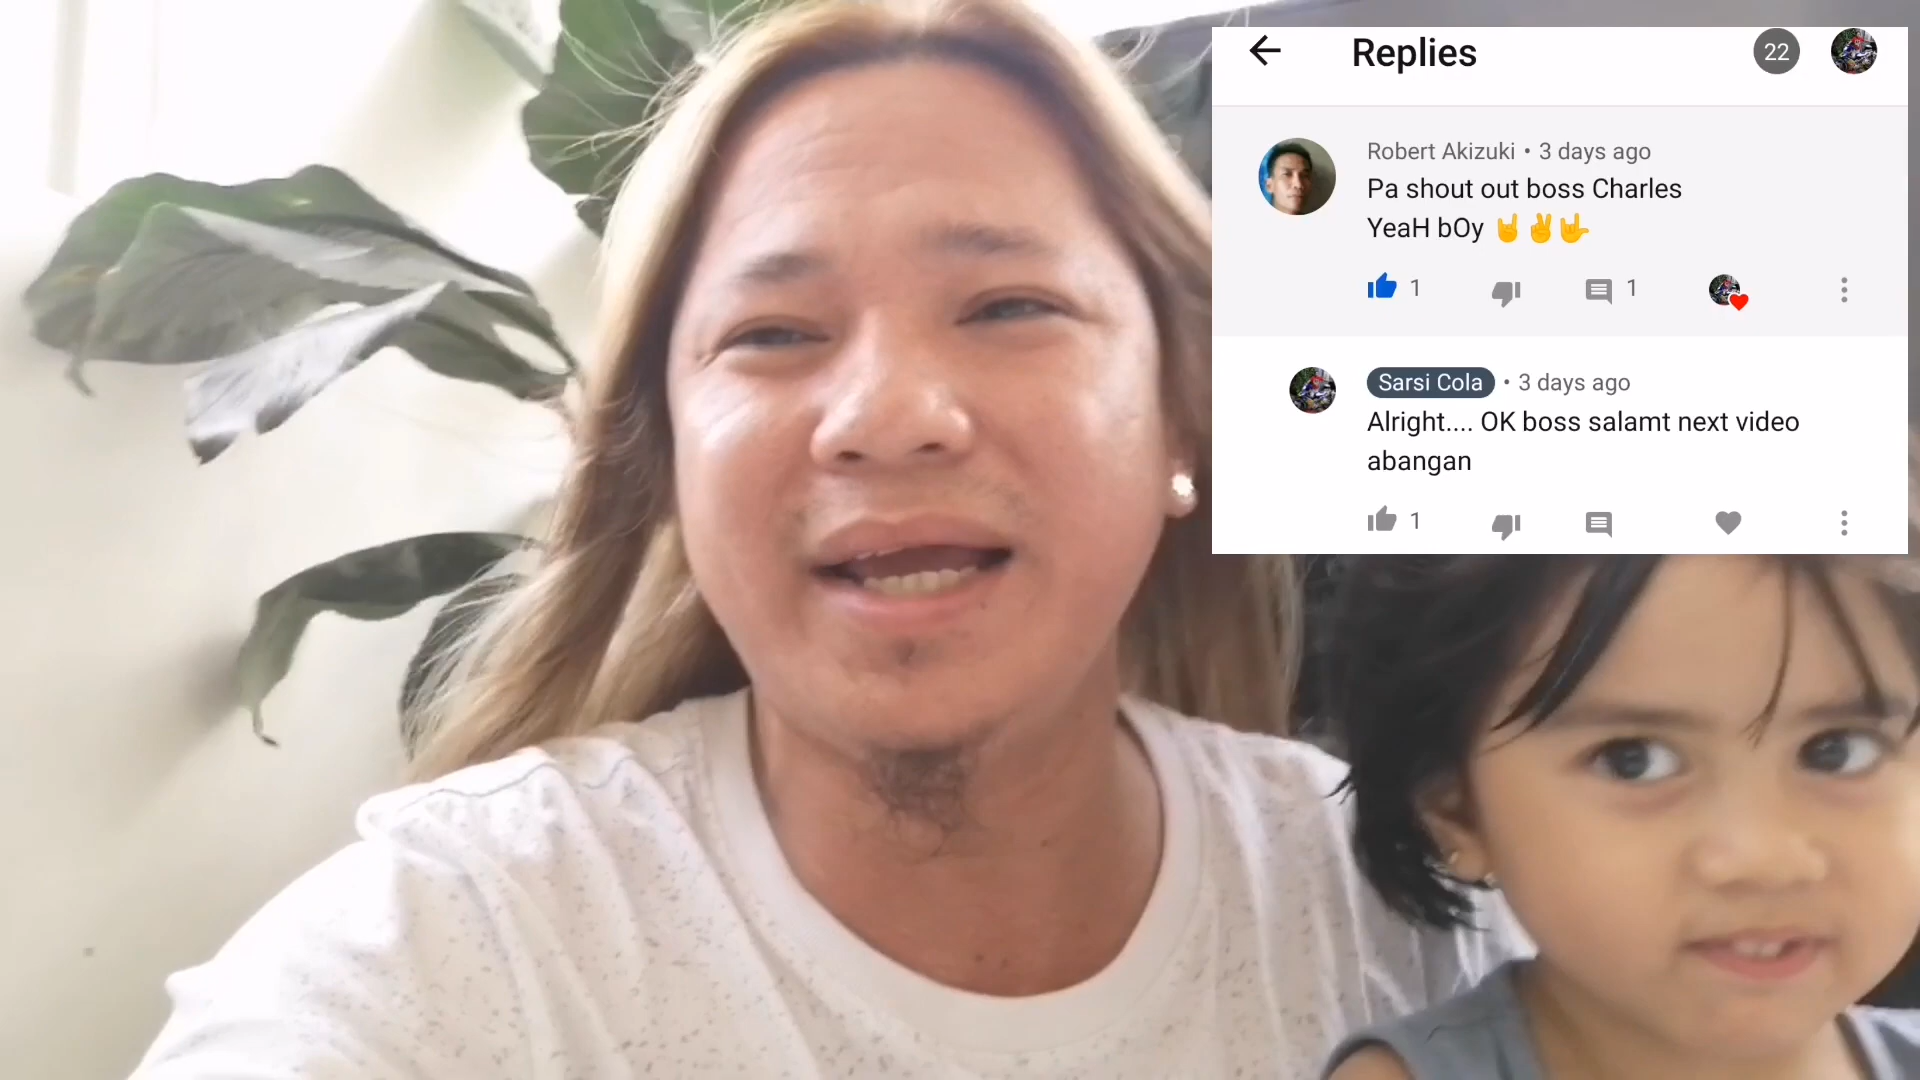 Replies
22
Robert Akizuki • 3 days ago
Pa shout out boss Charles
YeaH bOy 🤘✌️🤟
1
1
Sarsi Cola • 3 days ago
Alright.... OK boss salamt next video
abangan
1